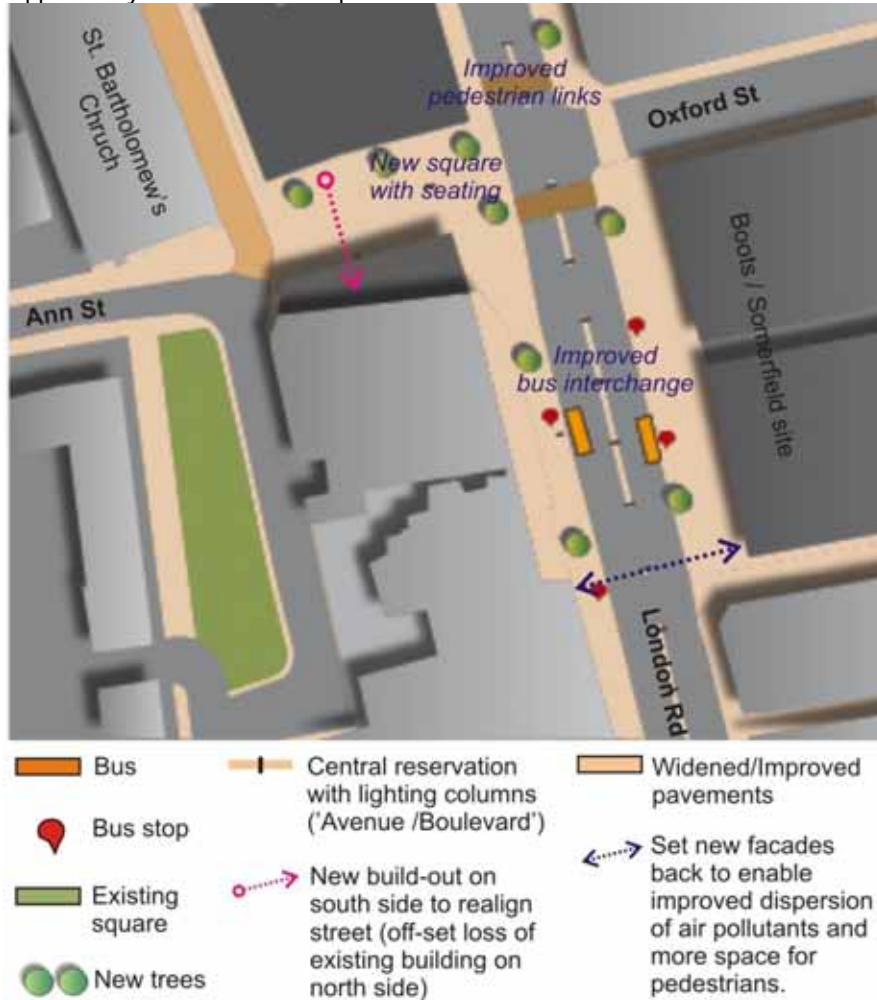 St. Bartholomew's
Chruch
Improved
pedestrian links
Oxford St
New square
with seating
Ann St
Boots / Somerfield site
Improved
bus interchange
London Rd
Bus
Bus stop
Existing
square
New trees
Central reservation
with lighting columns
('Avenue /Boulevard')
New build-out on
south side to realign
street (off-set loss of
existing building on
north side)
Widened/Improved
pavements
Set new facades
back to enable
improved dispersion
of air pollutants and
more space for
pedestrians.